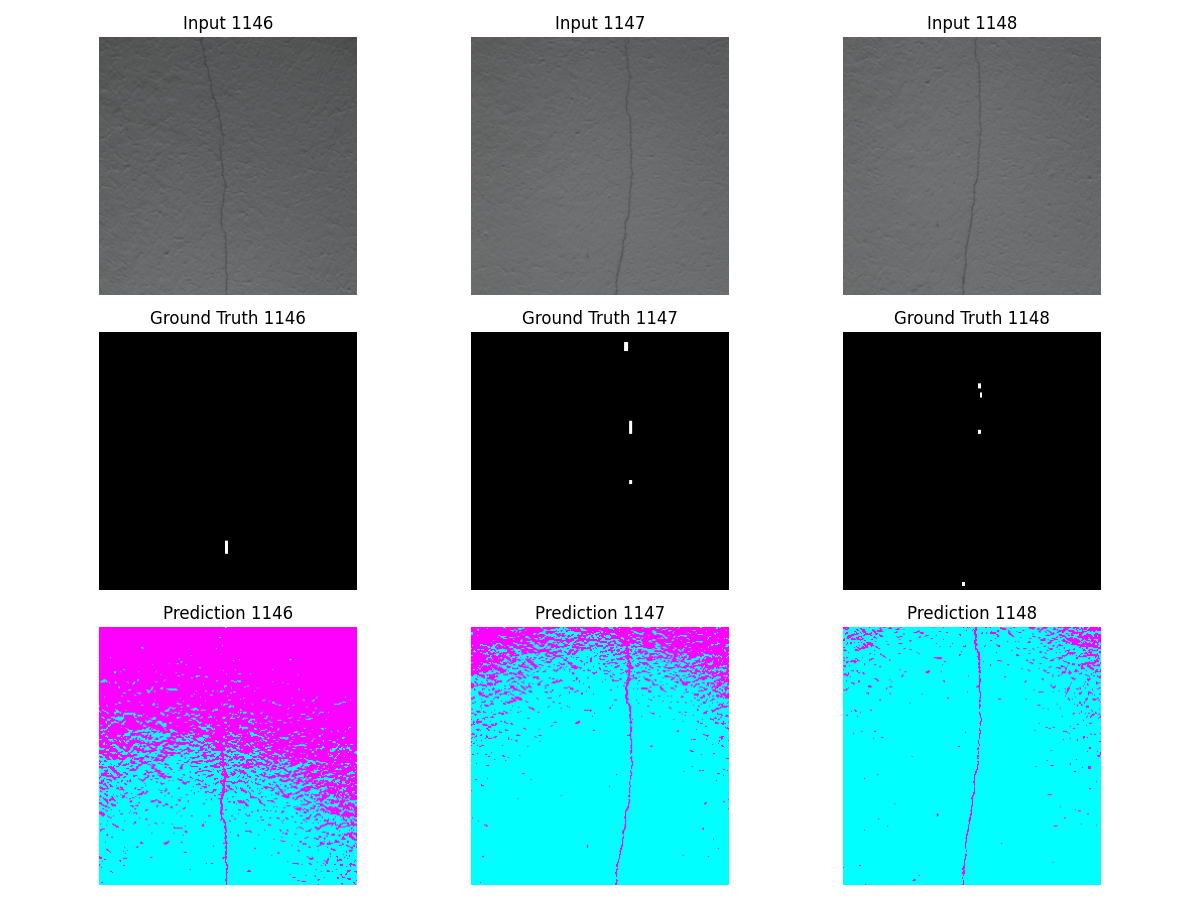 Input 1146
Input 1147
Input 1148
Ground Truth 1146
Ground Truth 1147
Ground Truth 1148
Prediction 1146
Prediction 1147
Prediction 1148